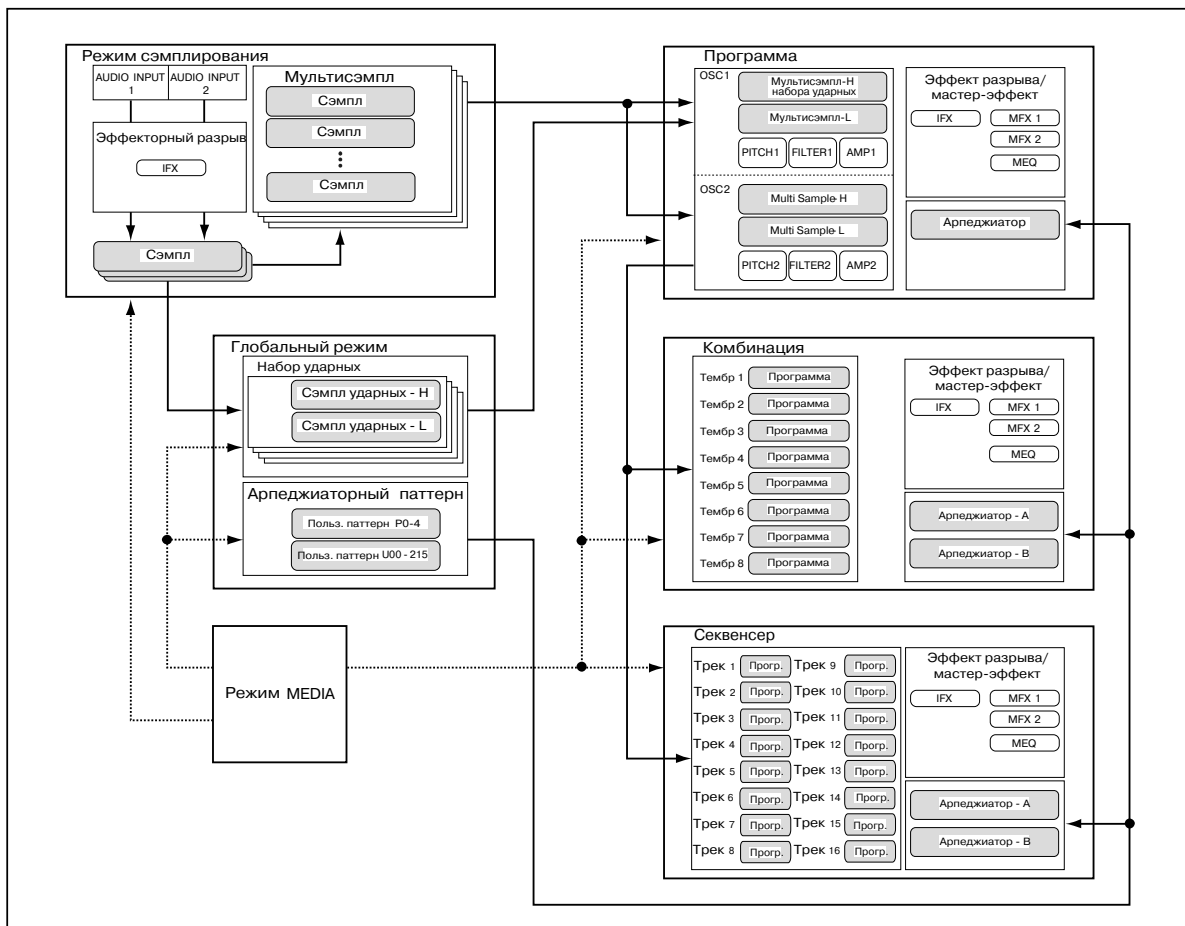 Режим сэмплирования
AUDIO INPUT 1
AUDIO INPUT 2
Эффекторный разрыв
IFX
Сэмпл
Мультисэмпл
Сэмпл
Сэмпл
Сэмпл
Глобальный режим
Набор ударных
Сэмпл ударных - H
Сэмпл ударных - L
Арпеджиаторный паттерн
Польз. паттерн P0-4
Польз. паттерн U00 - 215
Режим MEDIA
Программа
OSC1
Мультисэмпл-H
набора ударных
Мультисэмпл-L
PITCH1 FILTER1 AMP1
OSC2
Multi Sample- H
Multi Sample- L
PITCH2 FILTER2 AMP2
Эффект разрыва/
мастер-эффект
IFX MFX 1
MFX 2
MEQ
Арпеджиатор
Комбинация
Тембр 1 Программа
Тембр 2 Программа
Тембр 3 Программа
Тембр 4 Программа
Тембр 5 Программа
Тембр 6 Программа
Тембр 7 Программа
Тембр 8 Программа
Эффект разрыва/
мастер-эффект
IFX MFX 1
MFX 2
MEQ
Арпеджиатор - A
Арпеджиатор - B
Секвенсер
Трек 1 Прогр. Трек 9 Прогр.
Трек 2 Прогр. Трек 10 Прогр.
Трек 3 Прогр. Трек 11 Прогр.
Трек 4 Прогр. Трек 12 Прогр.
Трек 5 Прогр. Трек 13 Прогр.
Трек 6 Прогр. Трек 14 Прогр.
Трек 7 Прогр. Трек 15 Прогр.
Трек 8 Прогр. Трек 16 Прогр.
Эффект разрыва/
мастер-эффект
IFX MFX 1
MFX 2
MEQ
Арпеджиатор - A
Арпеджиатор - B